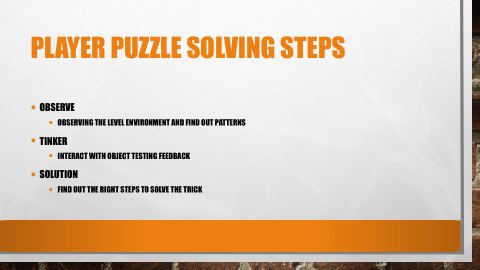 PLAYER PUZZLE SOLVING STEPS
• OBSERVE
• OBSERVING THE LEVEL ENVIRONMENT AND FIND OUT PATTERNS
• TINKER
• INTERACT WITH OBJECT TESTING FEEDBACK
• SOLUTION
• FIND OUT THE RIGHT STEPS TO SOLVE THE TRICK